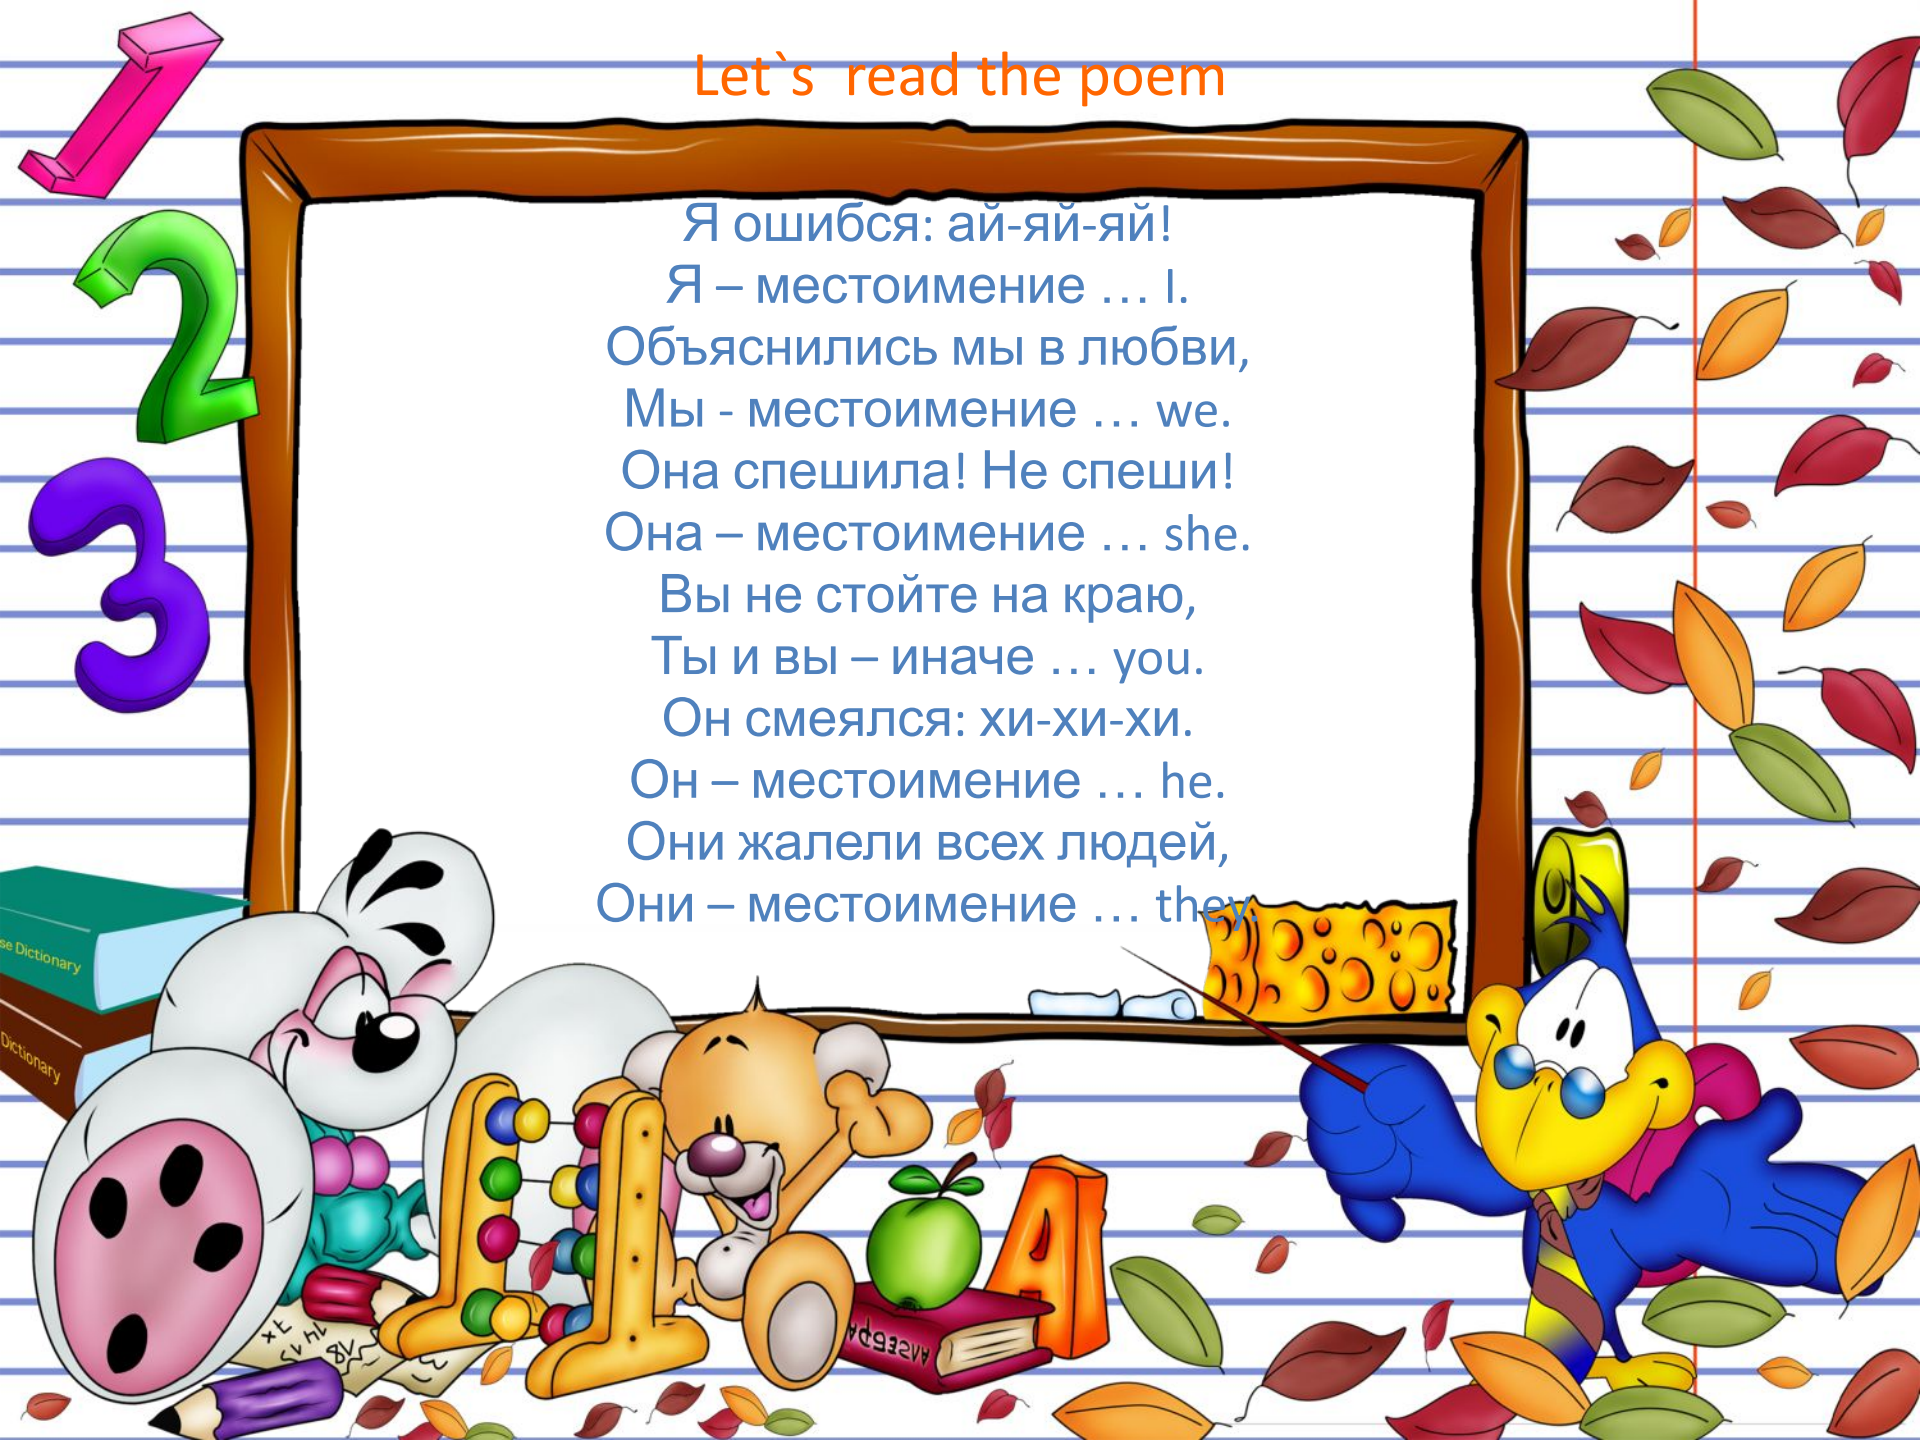 Let`s read the poem
Я ошибся: ай-яй-яй!
Я – местоимение … I.
Объяснились мы в любви,
Мы - местоимение … we.
Она спешила! Не спеши!
Она – местоимение … she.
Вы не стойте на краю,
Ты и вы – иначе … you.
Он смеялся: хи-хи-хи.
Он – местоимение … he.
Они жалели всех людей,
Они – местоимение … they.
Dictionary
Dictionary
A